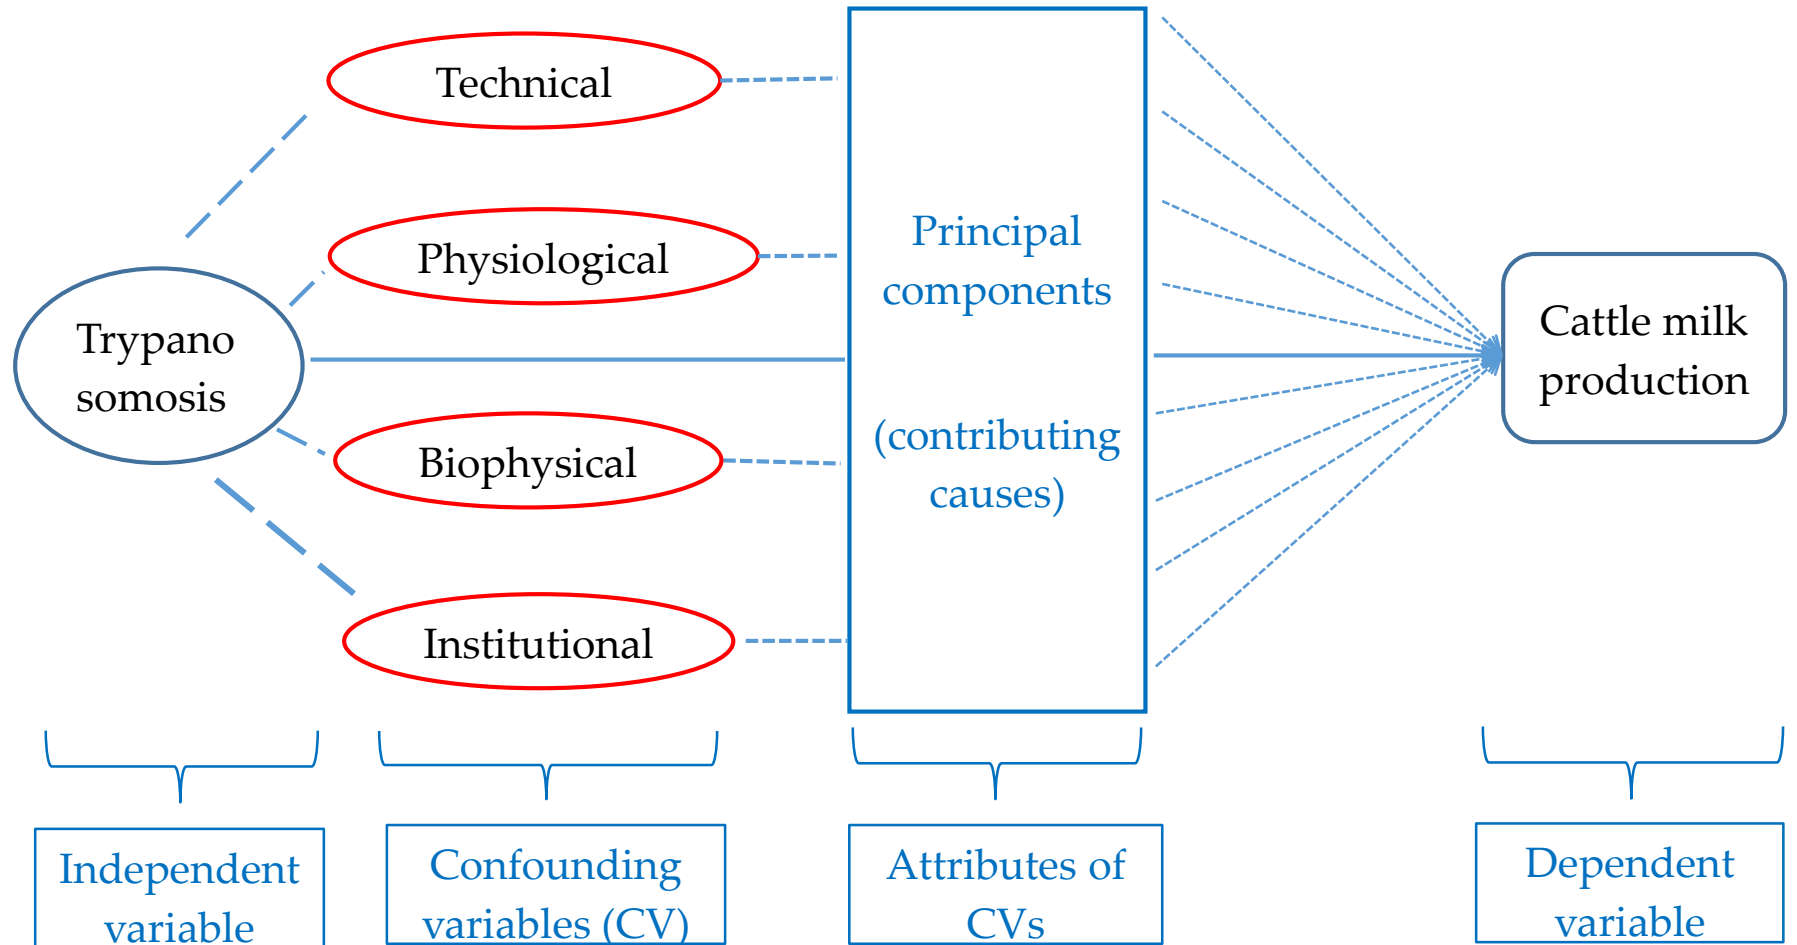 Technical
Physiological
Trypano
somosis
Biophysical
Institutional
Principal
components
(contributing
causes)
Cattle milk
production
Independent
variable
Confounding
variables (CV)
Attributes of
CVs
Dependent
variable